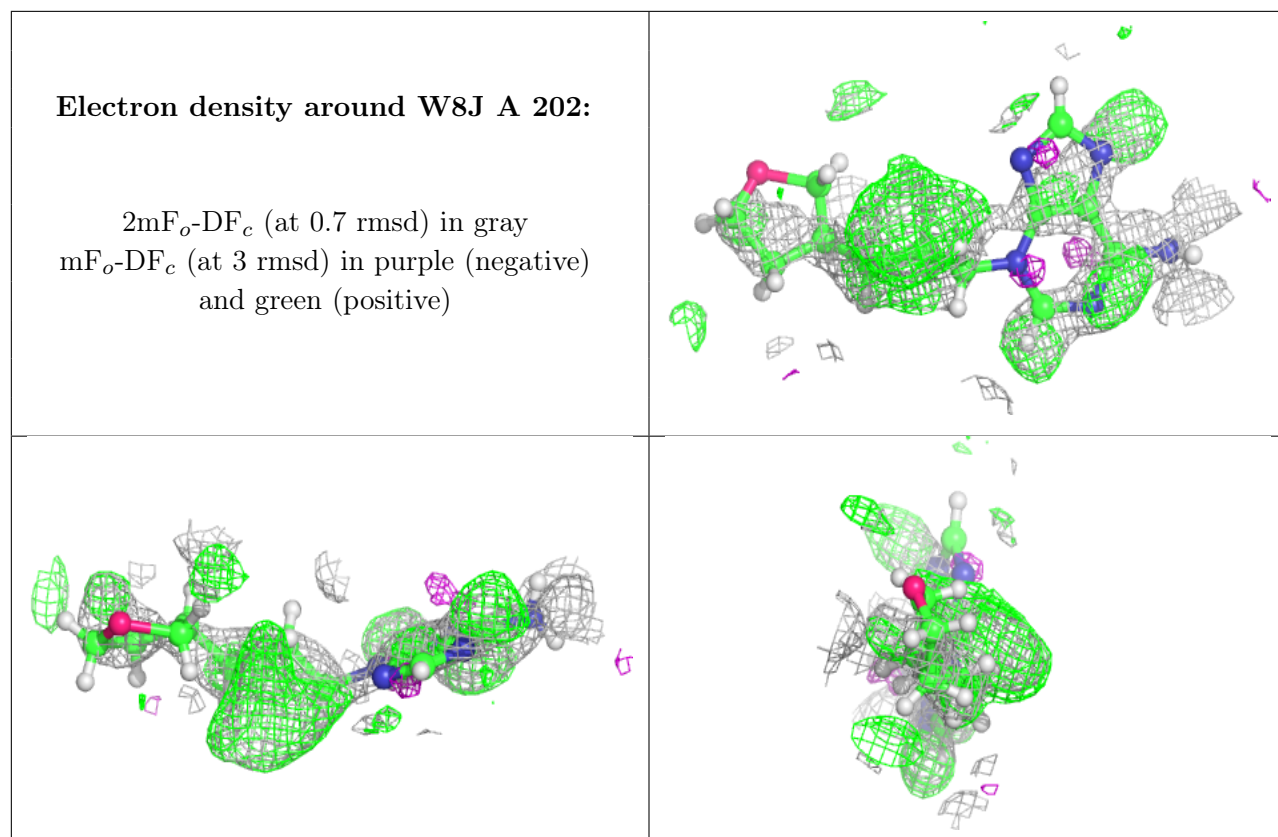 Electron density around W8J A 202:
2mFo-DFc (at 0.7 rmsd) in gray
mFo-DFc (at 3 rmsd) in purple (negative)
and green (positive)